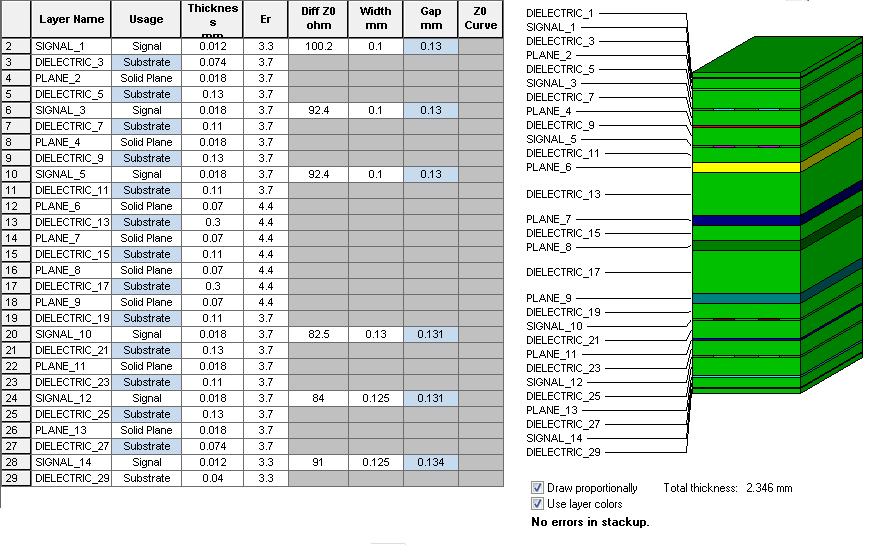 Layer Name Usage Thicknes s mm Er Diff Z0 ohm Width mm Gap mm Z0 Curve
2 SIGNAL_1 Signal 0.012 3.3 100.2 0.1 0.13
3 DIELECTRIC_3 Substrate 0.074 3.7
4 PLANE_2 Solid Plane 0.018 3.7
5 DIELECTRIC_5 Substrate 0.13 3.7
6 SIGNAL_3 Signal 0.018 3.7 92.4 0.1 0.13
7 DIELECTRIC_7 Substrate 0.11 3.7
8 PLANE_4 Solid Plane 0.018 3.7
9 DIELECTRIC_9 Substrate 0.13 3.7
10 SIGNAL_5 Signal 0.018 3.7 92.4 0.1 0.13
11 DIELECTRIC_11 Substrate 0.11 3.7
12 PLANE_6 Solid Plane 0.07 3.7
13 DIELECTRIC_13 Substrate 0.3 4.4
14 PLANE_7 Solid Plane 0.07 4.4
15 DIELECTRIC_15 Substrate 0.11 4.4
16 PLANE_8 Solid Plane 0.07 4.4
17 DIELECTRIC_17 Substrate 0.3 4.4
18 PLANE_9 Solid Plane 0.07 4.4
19 DIELECTRIC_19 Substrate 0.11 4.4
20 SIGNAL_10 Signal 0.018 3.7 82.5 0.13 0.131
21 DIELECTRIC_21 Substrate 0.13 3.7
22 PLANE_11 Solid Plane 0.018 3.7
23 DIELECTRIC_23 Substrate 0.11 3.7
24 SIGNAL_12 Signal 0.018 3.7 84 0.125 0.131
25 DIELECTRIC_25 Substrate 0.13 3.7
26 PLANE_13 Solid Plane 0.018 3.7
27 DIELECTRIC_27 Substrate 0.074 3.7
28 SIGNAL_14 Signal 0.012 3.3 91 0.125 0.134
29 DIELECTRIC_29 Substrate 0.04 3.3
DIELECTRIC_1
SIGNAL_1
DIELECTRIC_3
PLANE_2
DIELECTRIC_5
SIGNAL_3
DIELECTRIC_7
PLANE_4
DIELECTRIC_9
SIGNAL_5
DIELECTRIC_11
PLANE_6
DIELECTRIC_13
PLANE_7
DIELECTRIC_15
PLANE_8
DIELECTRIC_17
PLANE_9
DIELECTRIC_19
SIGNAL_10
DIELECTRIC_21
PLANE_11
DIELECTRIC_23
SIGNAL_12
DIELECTRIC_25
PLANE_13
DIELECTRIC_27
SIGNAL_14
DIELECTRIC_29
Draw proportionally Total thickness: 2.346 mm
Use layer colors
No errors in stackup.